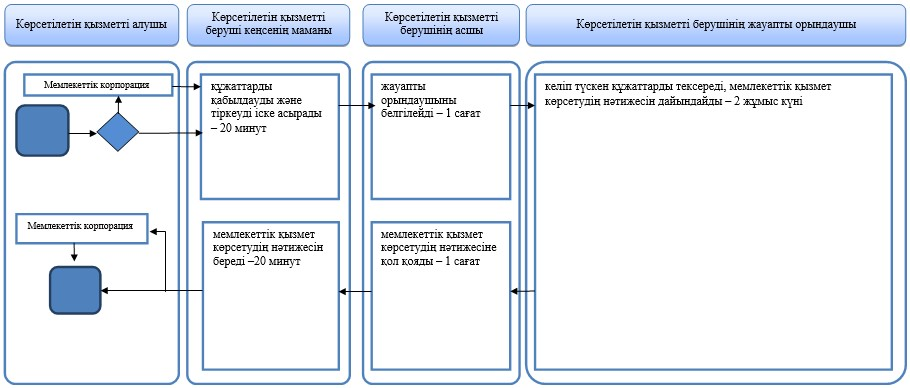 Көрсетілетін қызметті алушы
Көрсетілетін қызметті
беруші кеңсенің маманы
Көрсетілетін қызметті
берушінің асшы
Көрсетілетін қызметті берушінің жауапты орындаушы
Мемлекеттік корпорация
құжаттарды
қабылдауды және
тіркеуді іске асырады
– 20 минут
жауапты
орындаушыны
белгілейді – 1 сағат
келіп түскен құжаттарды тексереді, мемлекеттік қызмет
көрсетудің нәтижесін дайындайды – 2 жұмыс күні
Мемлекеттік корпорация
мемлекеттік қызмет
көрсетудің нәтижесін
береді –20 минут
мемлекеттік қызмет
көрсетудің нәтижесіне
қол қояды – 1 сағат